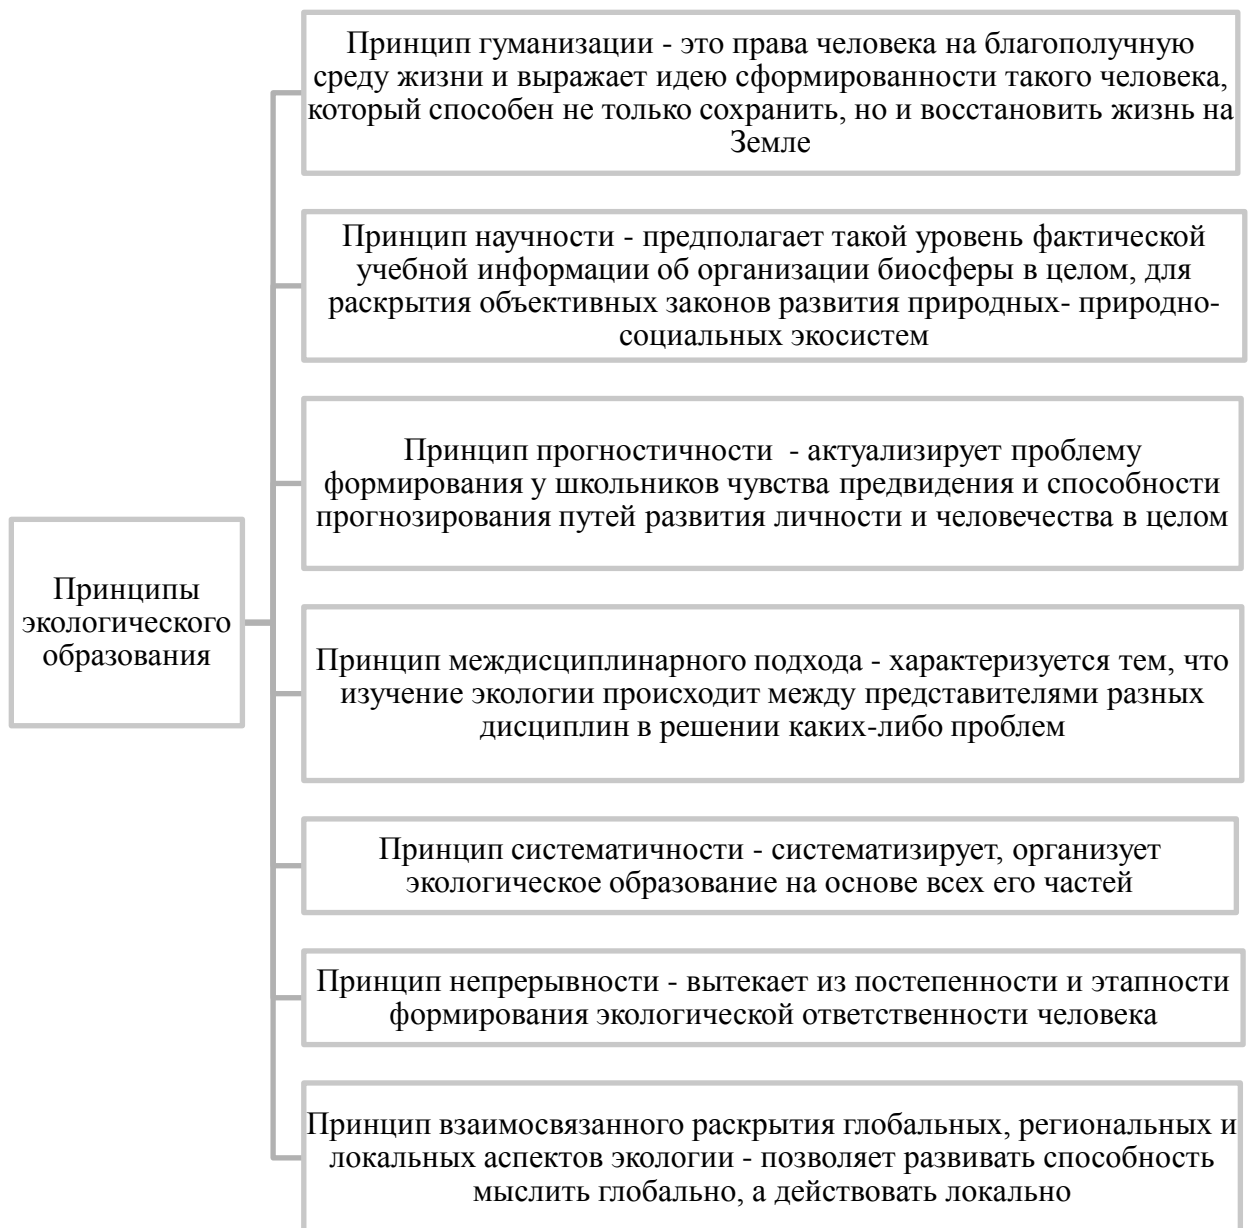 Принцип гуманизации - это права человека на благополучную
среду жизни и выражает идею сформированности такого человека,
который способен не только сохранить, но и восстановить жизнь на
Земле
Принцип научности - предполагает такой уровень фактической
учебной информации об организации биосферы в целом, для
раскрытия объективных законов развития природных- природно-
социальных экосистем
Принцип прогностичности  - актуализирует проблему
формирования у школьников чувства предвидения и способности
прогнозирования путей развития личности и человечества в целом
Принципы
экологического
образования
Принцип междисциплинарного подхода - характеризуется тем, что
изучение экологии происходит между представителями разных
дисциплин в решении каких-либо проблем
Принцип систематичности - систематизирует, организует
экологическое образование на основе всех его частей
Принцип непрерывности - вытекает из постепенности и этапности
формирования экологической ответственности человека
Принцип взаимосвязанного раскрытия глобальных, региональных и
локальных аспектов экологии - позволяет развивать способность
мыслить глобально, а действовать локально